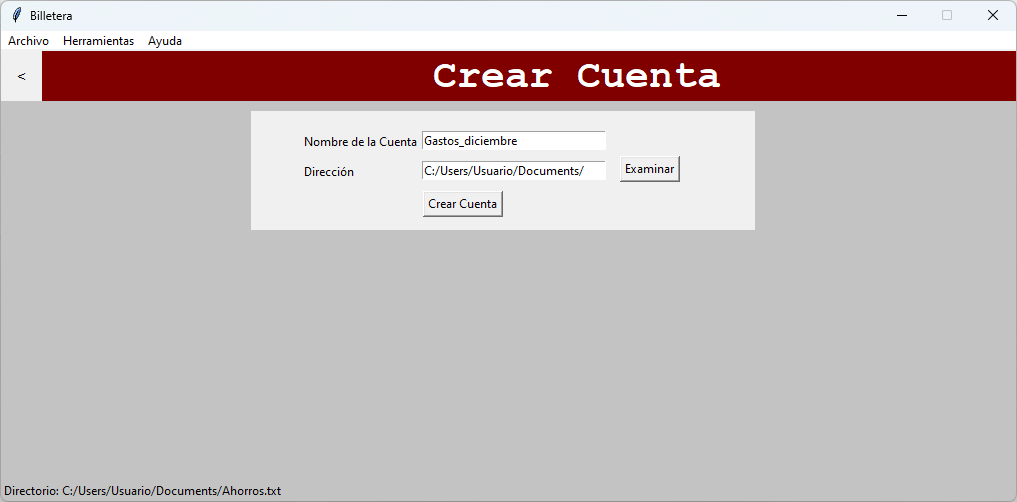 Billetera
Archivo Herramientas Ayuda
< Crear Cuenta
Nombre de la Cuenta Gastos_diciembre
Dirección C:/Users/Usuario/Documents/ Examinar
Crear Cuenta
Directorio: C:/Users/Usuario/Documents/Ahorros.txt